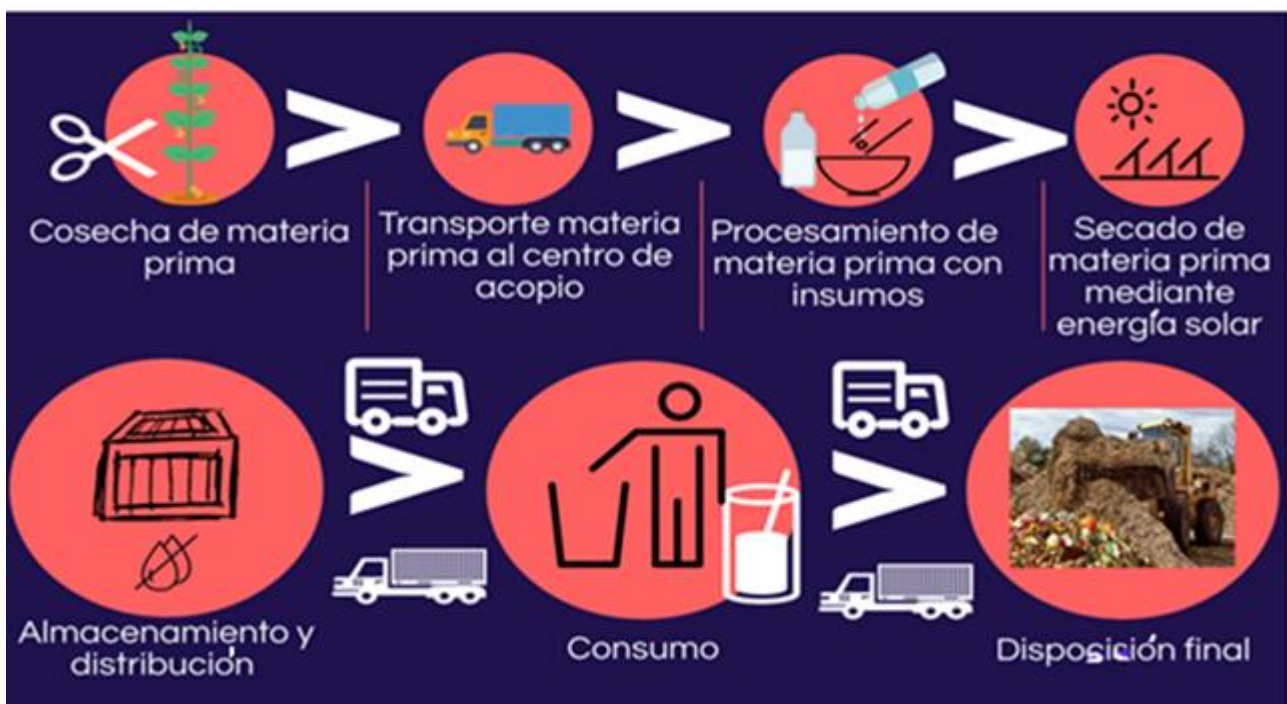 Cosecha de materia
prima
Transporte materia
prima al centro de
acopio
Procesamiento de
materia prima con
insumos
Secado de
materia prima
mediante
energía solar
Almacenamiento y
distribución
Consumo
Disposición final